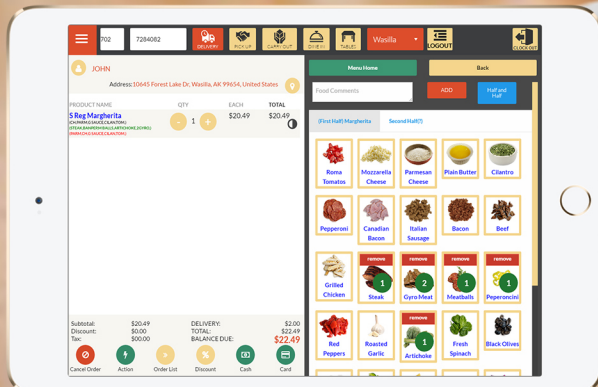 702
7284082
DELIVERY
PICKUP
CARRY OUT
DINE IN
TABLES
Wasilla
LOGOUT
CLOCK OUT
JOHN
Address:10645 Forest Lake Dr, Wasilla, AK 99654, United States
PRODUCT NAME QTY EACH TOTAL
S Reg Margherita - 1 + $20.49 $20.49
Menu Home
Back
Food Comments
ADD
Half and
Half
(First Half) Margherita
Second Half(?)
Roma
Tomatos
Mozzarella
Cheese
Parmesan
Cheese
Plain Butter
Cilantro
Pepperoni
Canadian
Bacon
Italian
Sausage
Bacon
Beef
Grilled
Chicken
remove
1
Steak
remove
2
Gyro Meat
remove
1
Meatballs
remove
1
Peperoncini
Red
Peppers
Roasted
Garlic
remove
1
Artichoke
Fresh
Spinach
Black Olives
Subtotal: $20.49 DELIVERY: $2.00
Discount: $0.00 TOTAL: $22.49
Tax: $00.00 BALANCE DUE: $22.49
Cancel Order
Action
Order List
Discount
Cash
Card